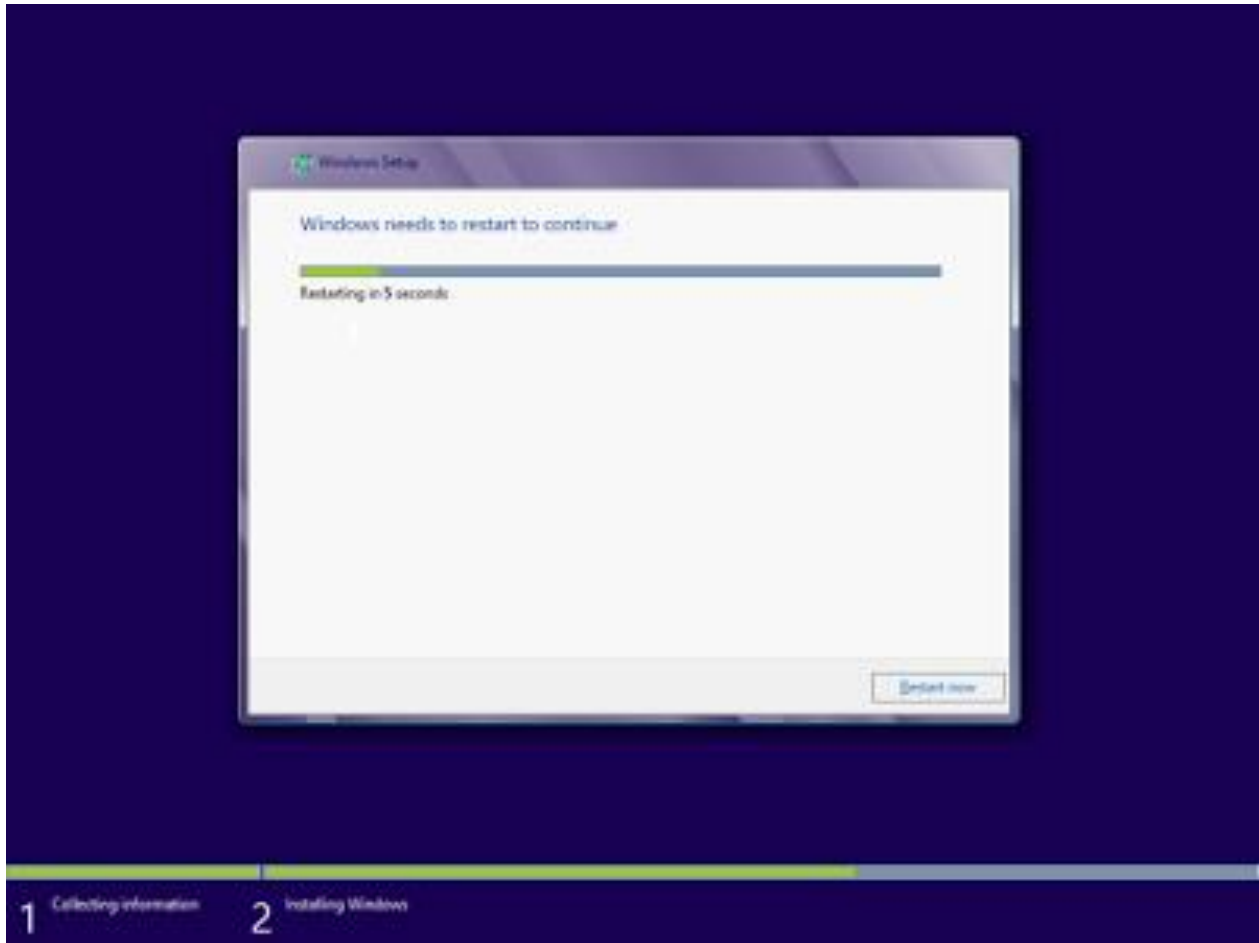 Windows Setup
Windows needs to restart to continue
Restarting in 5 seconds
Restart now
1 Collecting information
2 Installing Windows